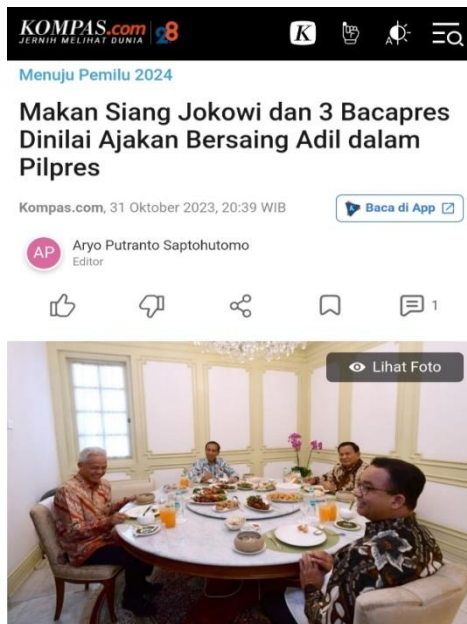 KOMPAS.com 28
JERNIH MELIHAT DUNIA
K
A
Menuju Pemilu 2024
Makan Siang Jokowi dan 3 Bacapres
Dinilai Ajakan Bersaing Adil dalam
Pilpres
Kompas.com, 31 Oktober 2023, 20:39 WIB
Baca di App
AP
Aryo Putranto Saptohutomo
Editor
1
Lihat Foto